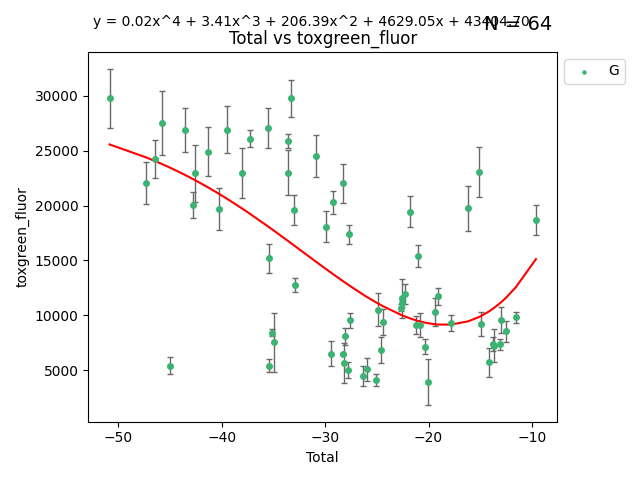 y = 0.02x^4 + 3.41x^3 + 206.39x^2 + 4629.05x + 43404.70
N = 64
Total vs toxgreen_fluor
G
30000
25000
20000
15000
10000
5000
toxgreen_fluor
−50 −40 −30 −20 −10
Total